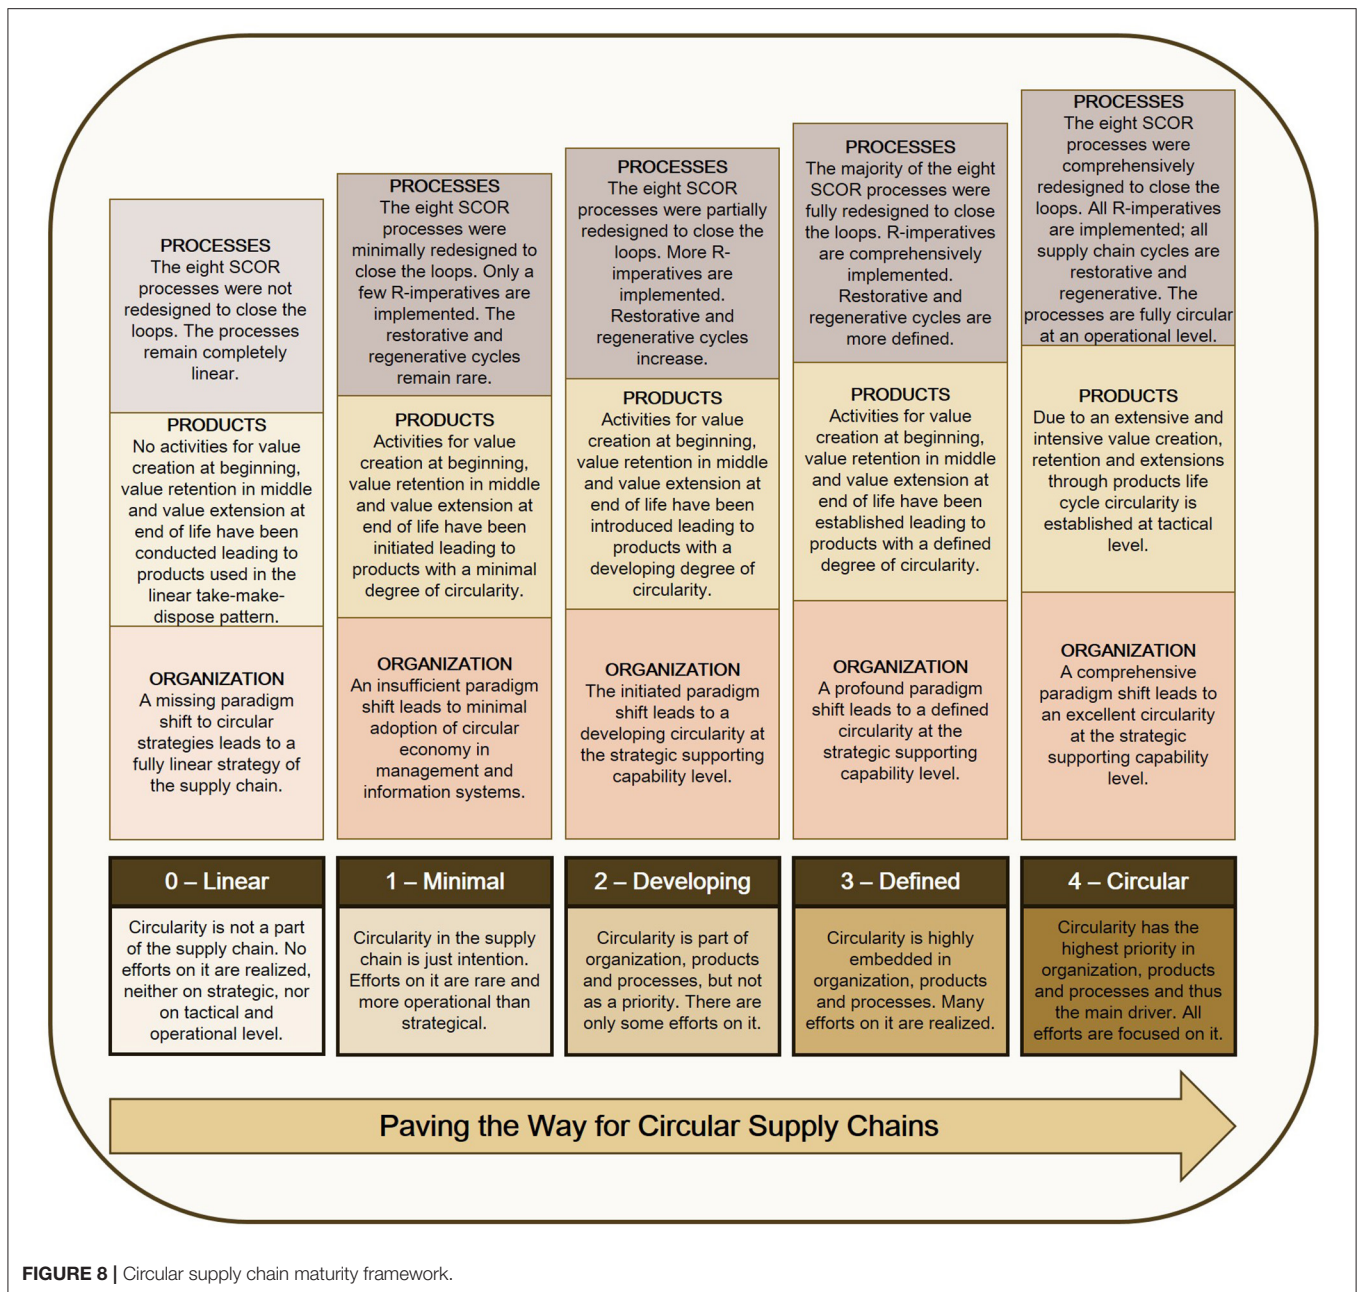 PROCESSES
The eight SCOR
processes were not
redesigned to close the
loops. The processes
remain completely
linear.
PRODUCTS
No activities for value
creation at beginning,
value retention in middle
and value extension at
end of life have been
conducted leading to
products used in the
linear take-make-
dispose pattern.
ORGANIZATION
A missing paradigm
shift to circular
strategies leads to a
fully linear strategy of
the supply chain.
0 – Linear
Circularity is not a part
of the supply chain. No
efforts on it are realized,
neither on strategic, nor
on tactical and
operational level.
PROCESSES
The eight SCOR
processes were
minimally redesigned to
close the loops. Only a
few R-imperatives are
implemented. The
restorative and
regenerative cycles
remain rare.
PRODUCTS
Activities for value
creation at beginning,
value retention in middle
and value extension at
end of life have been
initiated leading to
products with a minimal
degree of circularity.
ORGANIZATION
An insufficient paradigm
shift leads to minimal
adoption of circular
economy in
management and
information systems.
1 – Minimal
Circularity in the supply
chain is just intention.
Efforts on it are rare and
more operational than
strategical.
PROCESSES
The eight SCOR
processes were partially
redesigned to close the
loops. More R-
imperatives are
implemented.
Restorative and
regenerative cycles
increase.
PRODUCTS
Activities for value
creation at beginning,
value retention in middle
and value extension at
end of life have been
introduced leading to
products with a
developing degree of
circularity.
ORGANIZATION
The initiated paradigm
shift leads to a
developing circularity at
the strategic supporting
capability level.
2 – Developing
Circularity is part of
organization, products
and processes, but not
as a priority. There are
only some efforts on it.
PROCESSES
The majority of the eight
SCOR processes were
fully redesigned to close
the loops. R-imperatives
are comprehensively
implemented.
Restorative and
regenerative cycles are
more defined.
PRODUCTS
Activities for value
creation at beginning,
value retention in middle
and value extension at
end of life have been
established leading to
products with a defined
degree of circularity.
ORGANIZATION
A profound paradigm
shift leads to a defined
circularity at the
strategic supporting
capability level.
3 – Defined
Circularity is highly
embedded in
organization, products
and processes. Many
efforts on it are realized.
PROCESSES
The eight SCOR
processes were
comprehensively
redesigned to close the
loops. All R-imperatives
are implemented; all
supply chain cycles are
restorative and
regenerative. The
processes are fully circular
at an operational level.
PRODUCTS
Due to an extensive and
intensive value creation,
retention and extensions
through products life
cycle circularity is
established at tactical
level.
ORGANIZATION
A comprehensive
paradigm shift leads to
an excellent circularity
at the strategic
supporting capability
level.
4 – Circular
Circularity has the
highest priority in
organization, products
and processes and thus
the main driver. All
efforts are focused on it.
Paving the Way for Circular Supply Chains
FIGURE 8 | Circular supply chain maturity framework.